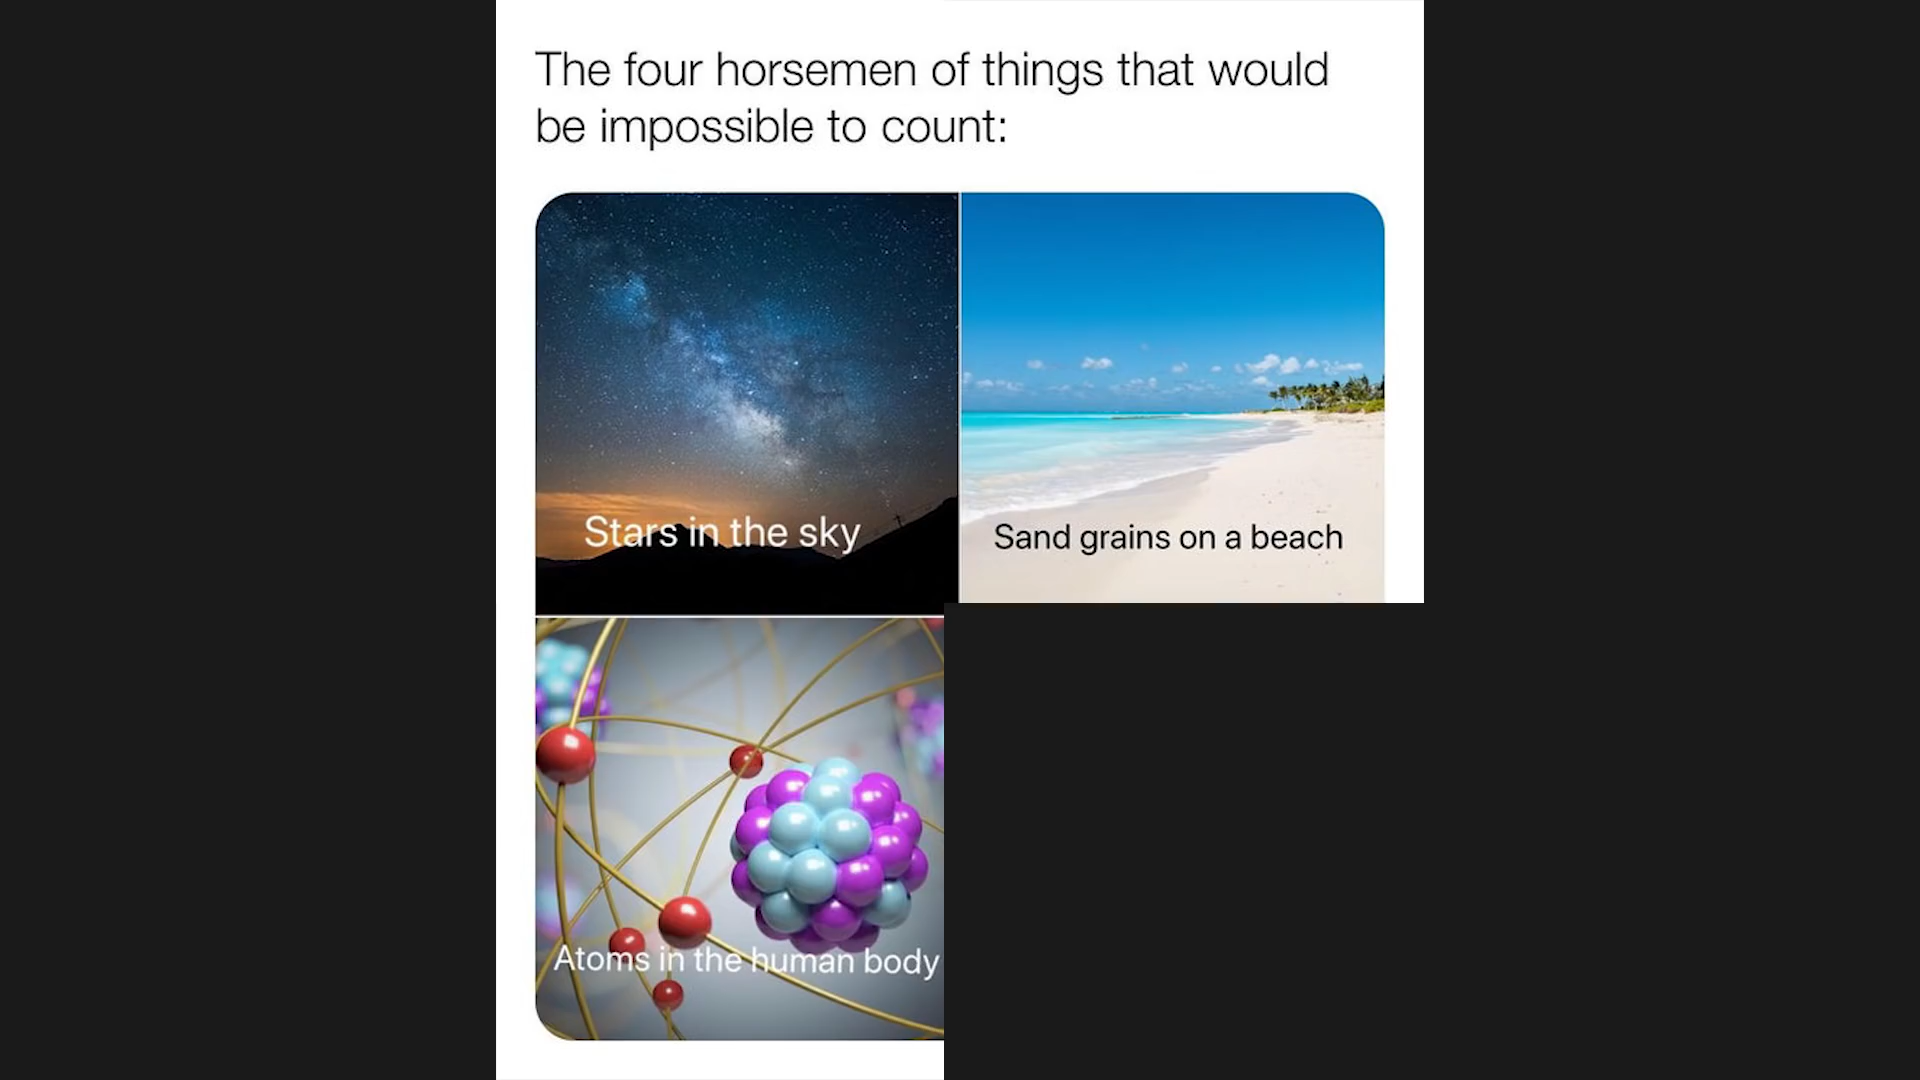 The four horsemen of things that would
be impossible to count:
Stars in the sky
Sand grains on a beach
Atoms in the human body